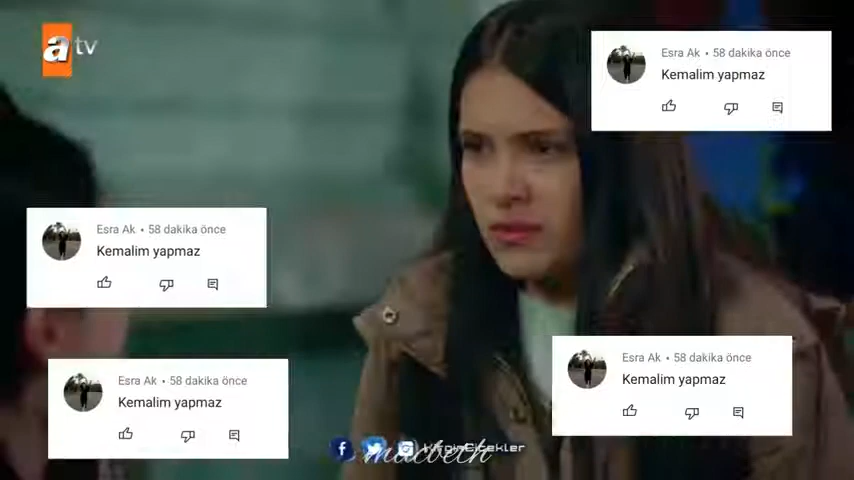 atv
Esra Ak • 58 dakika önce
Kemalim yapmaz
Esra Ak • 58 dakika önce
Kemalim yapmaz
Esra Ak • 58 dakika önce
Kemalim yapmaz
Esra Ak • 58 dakika önce
Kemalim yapmaz
KirginCicekler
macbeth